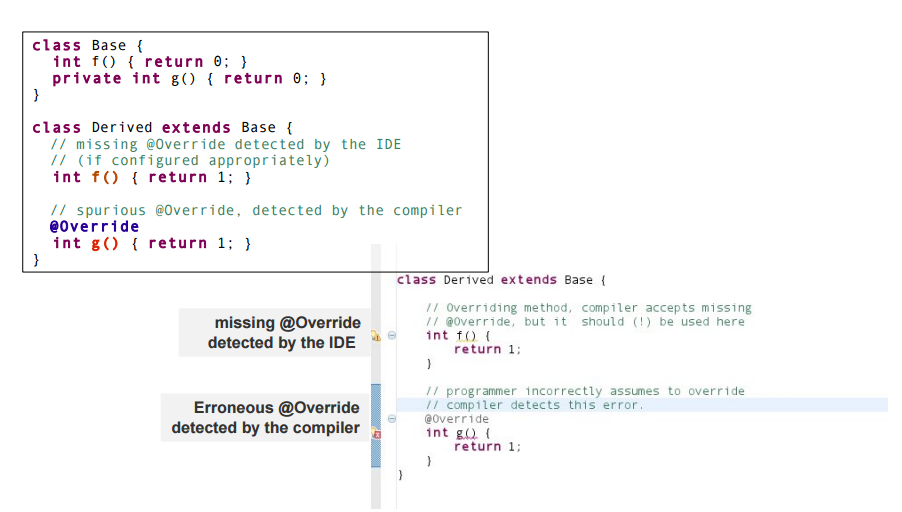 class Base {
int f() { return 0; }
private int g() { return 0; }
}
class Derived extends Base {
// missing @Override detected by the IDE
// (if configured appropriately)
int f() { return 1; }
// spurious @Override, detected by the compiler
@Override
int g() { return 1; }
}
class Derived extends Base {
// Overriding method, compiler accepts missing
// @Override, but it should (!) be used here
int f() {
return 1;
}
// programmer incorrectly assumes to override
// compiler detects this error.
@Override
int g() {
return 1;
}
}
missing @Override
detected by the IDE
Erroneous @Override
detected by the compiler